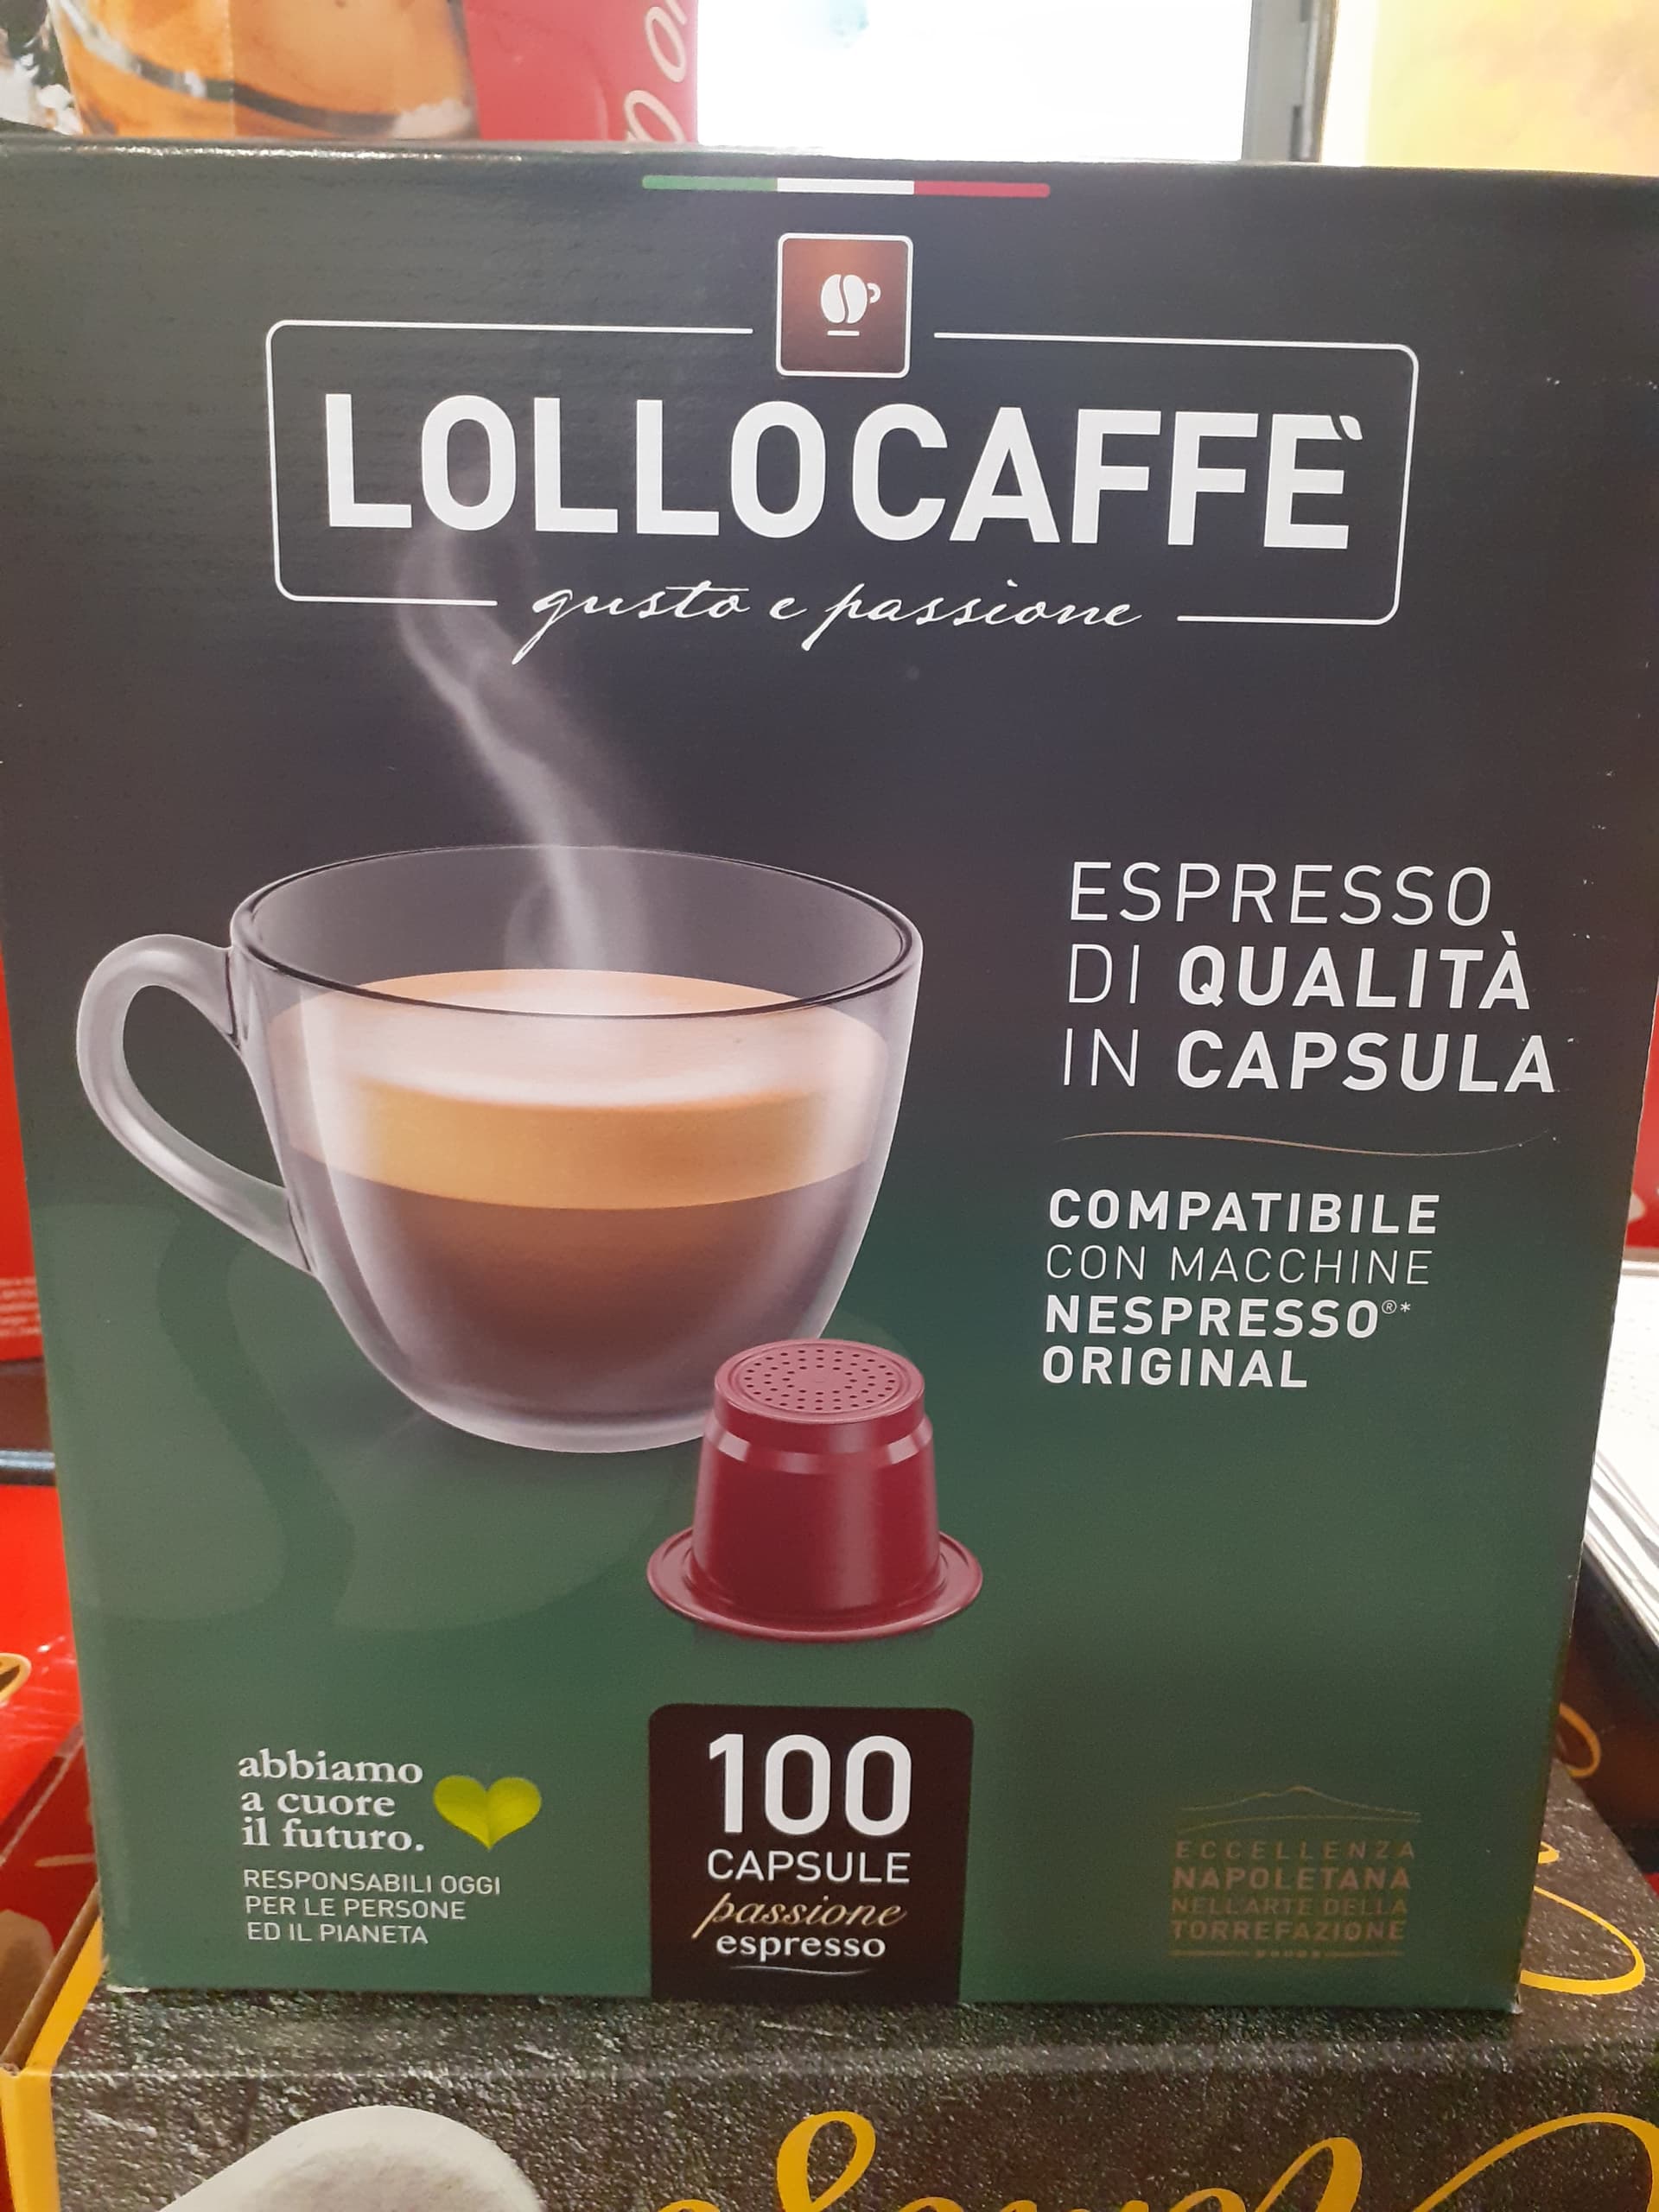 LOLLOCAFFÈ
gusto e passione
ESPRESSO
DI QUALITÀ
IN CAPSULA
COMPATIBILE
CON MACCHINE
NESPRESSO®*
ORIGINAL
abbiamo
a cuore
il futuro.
RESPONSABILI OGGI
PER LE PERSONE
ED IL PIANETA
100
CAPSULE
passione
espresso
ECCELLENZA
NAPOLETANA
NELL'ARTE DELLA
TORREFAZIONE